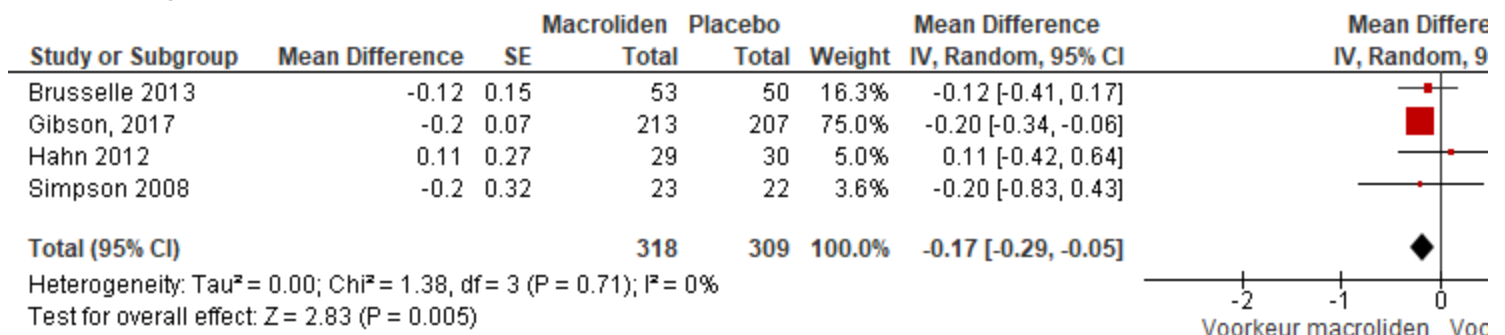 Macroliden Placebo Mean Difference Mean Differe
Study or Subgroup Mean Difference SE Total Total Weight IV, Random, 95% CI IV, Random, 9
Brusselle 2013 -0.12 0.15 53 50 16.3% -0.12 [-0.41, 0.17]
Gibson, 2017 -0.2 0.07 213 207 75.0% -0.20 [-0.34, -0.06]
Hahn 2012 0.11 0.27 29 30 5.0% 0.11 [-0.42, 0.64]
Simpson 2008 -0.2 0.32 23 22 3.6% -0.20 [-0.83, 0.43]
Total (95% CI) 318 309 100.0% -0.17 [-0.29, -0.05]
Heterogeneity: Tau² = 0.00; Chi² = 1.38, df = 3 (P = 0.71); I² = 0%
Test for overall effect: Z = 2.83 (P = 0.005)
-2 -1 0
Voorkeur macroliden Voo